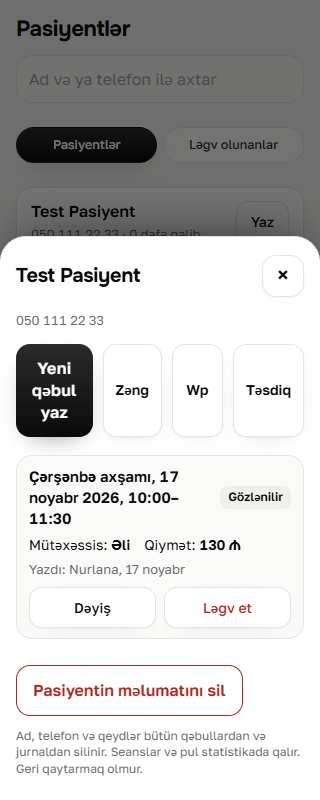 Pasiyentlər
Ad və ya telefon ilə axtar
Pasiyentlər
Ləğv olunanlar
Test Pasiyent
Yaz
050 111 22 33 · 0 dəfə gəlib
Test Pasiyent
×
050 111 22 33
Yeni
qəbul
yaz
Zəng
Wp
Təsdiq
Çərşənbə axşamı, 17
noyabr 2026, 10:00–
11:30
Gözlənilir
Mütəxəssis: Əli Qiymət: 130 ₼
Yazdı: Nurlana, 17 noyabr
Dəyiş
Ləğv et
Pasiyentin məlumatını sil
Ad, telefon və qeydlər bütün qəbullardan və
jurnaldan silinir. Seanslar və pul statistikada qalır.
Geri qaytarmaq olmur.